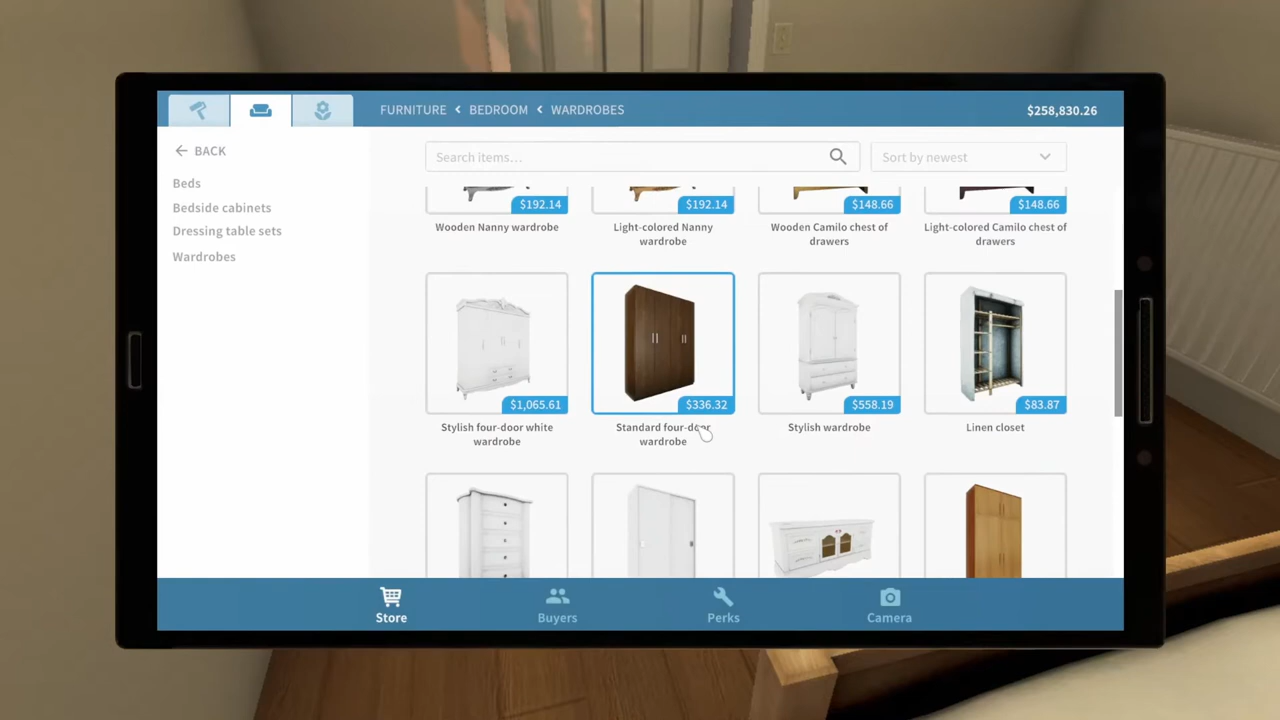 FURNITURE < BEDROOM < WARDROBES
$258,830.26
BACK
Search items...
Sort by newest
Beds
Bedside cabinets
Dressing table sets
Wardrobes
$192.14
$192.14
$148.66
$148.66
Wooden Nanny wardrobe
Light-colored Nanny
wardrobe
Wooden Camilo chest of
drawers
Light-colored Camilo chest of
drawers
$1,065.61
$336.32
$558.19
$83.87
Stylish four-door white
wardrobe
Standard four-door
wardrobe
Stylish wardrobe
Linen closet
Store
Buyers
Perks
Camera